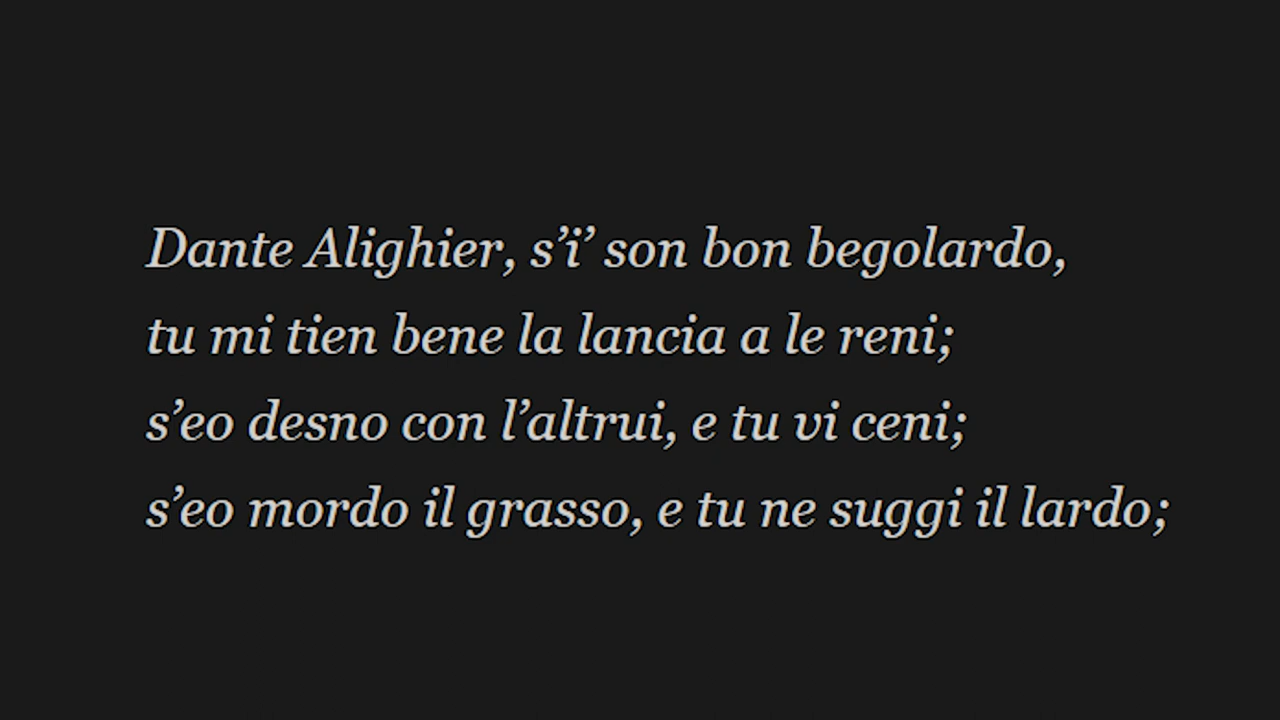 Dante Alighier, s’ï’ son bon begolardo,
tu mi tien bene la lancia a le reni;
s’eo desno con l’altrui, e tu vi ceni;
s’eo mordo il grasso, e tu ne suggi il lardo;